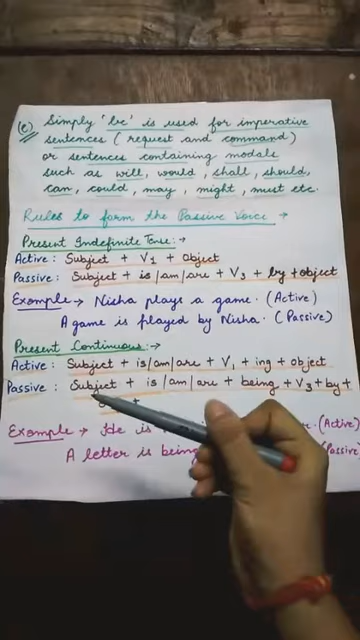 (e) Simply 'be' is used for imperative
sentences (request and command)
or sentences containing modals
such as will, would, shall, should,
can, could, may, might, must etc.
Rules to form the Passive Voice →
Present Indefinite Tense :→
Active: Subject + V1 + object
Passive: Subject + is/am/are + V3 + by + object
Example → Nisha plays a game. (Active)
A game is played by Nisha. (Passive)
Present Continuous :→
Active: Subject + is/am/are + V1 + ing + object
Passive: Subject + is/am/are + being + V3 + by +
Example → He is (Active)
A letter is being (Passive)